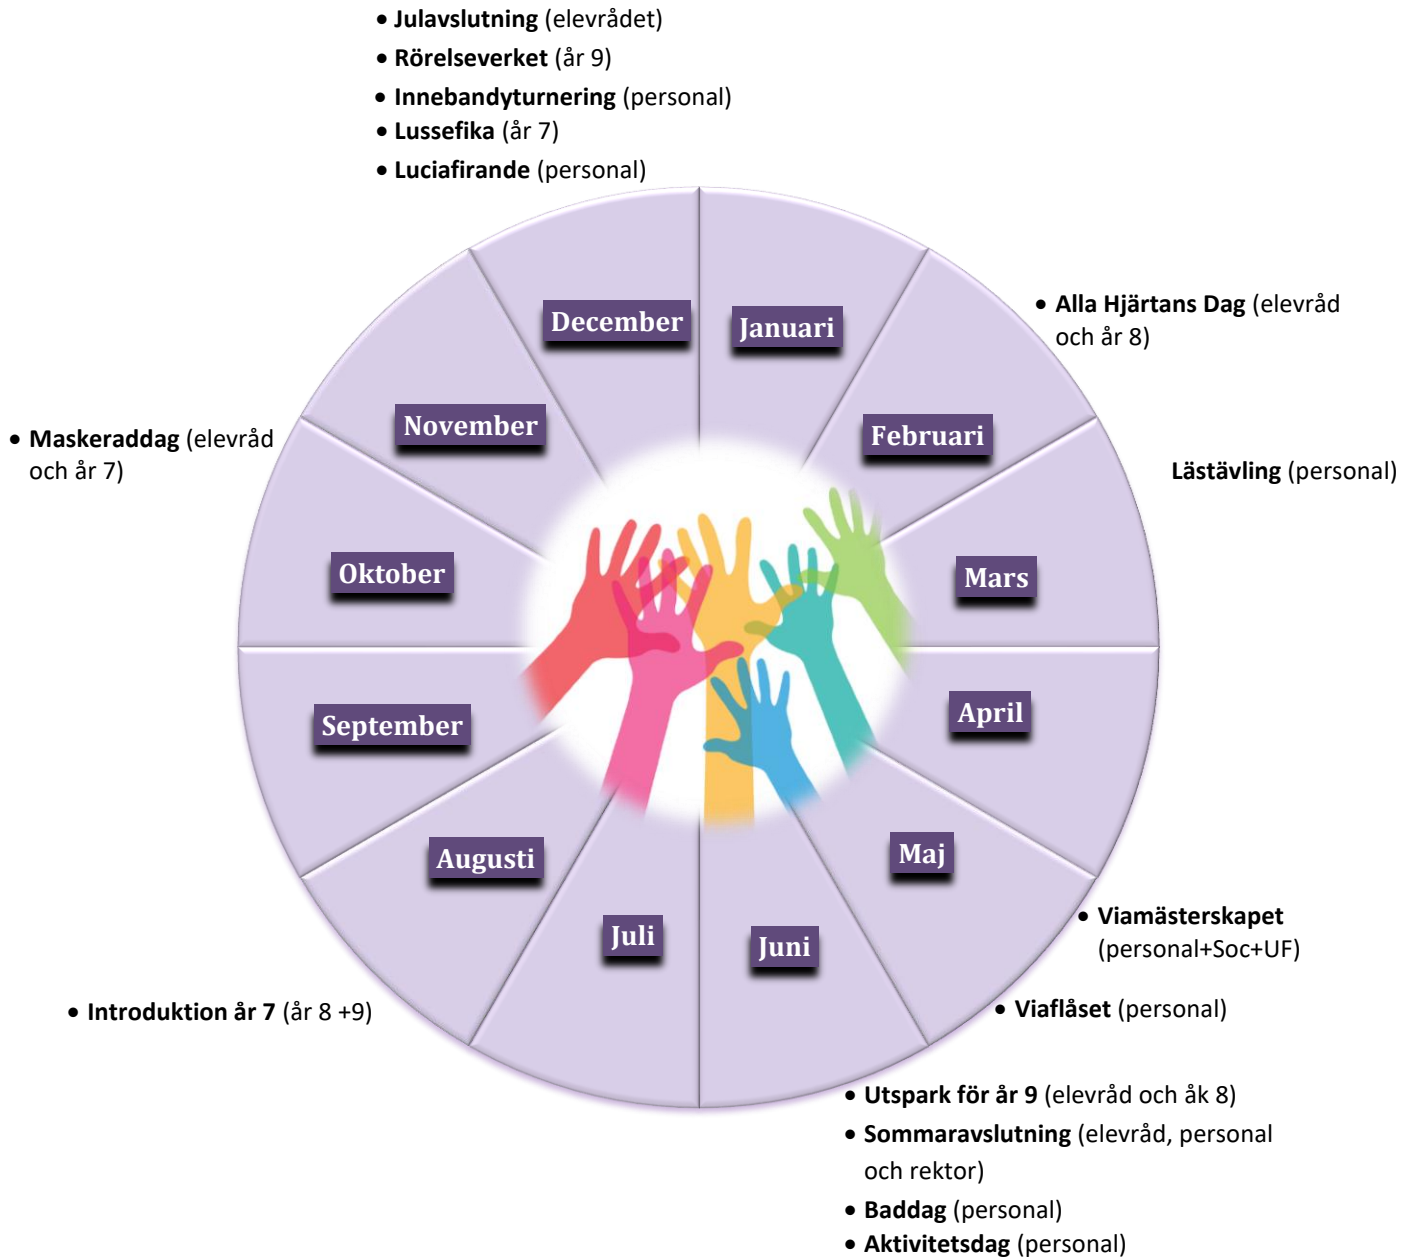 • Julavslutning (elevrådet)
• Rörelseverket (år 9)
• Innebandyturnering (personal)
• Lussefika (år 7)
• Luciafirande (personal)
December
Januari
• Alla Hjärtans Dag (elevråd
och år 8)
November
Februari
• Maskeraddag (elevråd
och år 7)
Lästävling (personal)
Oktober
Mars
September
April
Augusti
Maj
Juli
Juni
• Viamästerskapet
(personal+Soc+UF)
• Introduktion år 7 (år 8 +9)
• Viaflåset (personal)
• Utspark för år 9 (elevråd och åk 8)
• Sommaravslutning (elevråd, personal
och rektor)
• Baddag (personal)
• Aktivitetsdag (personal)